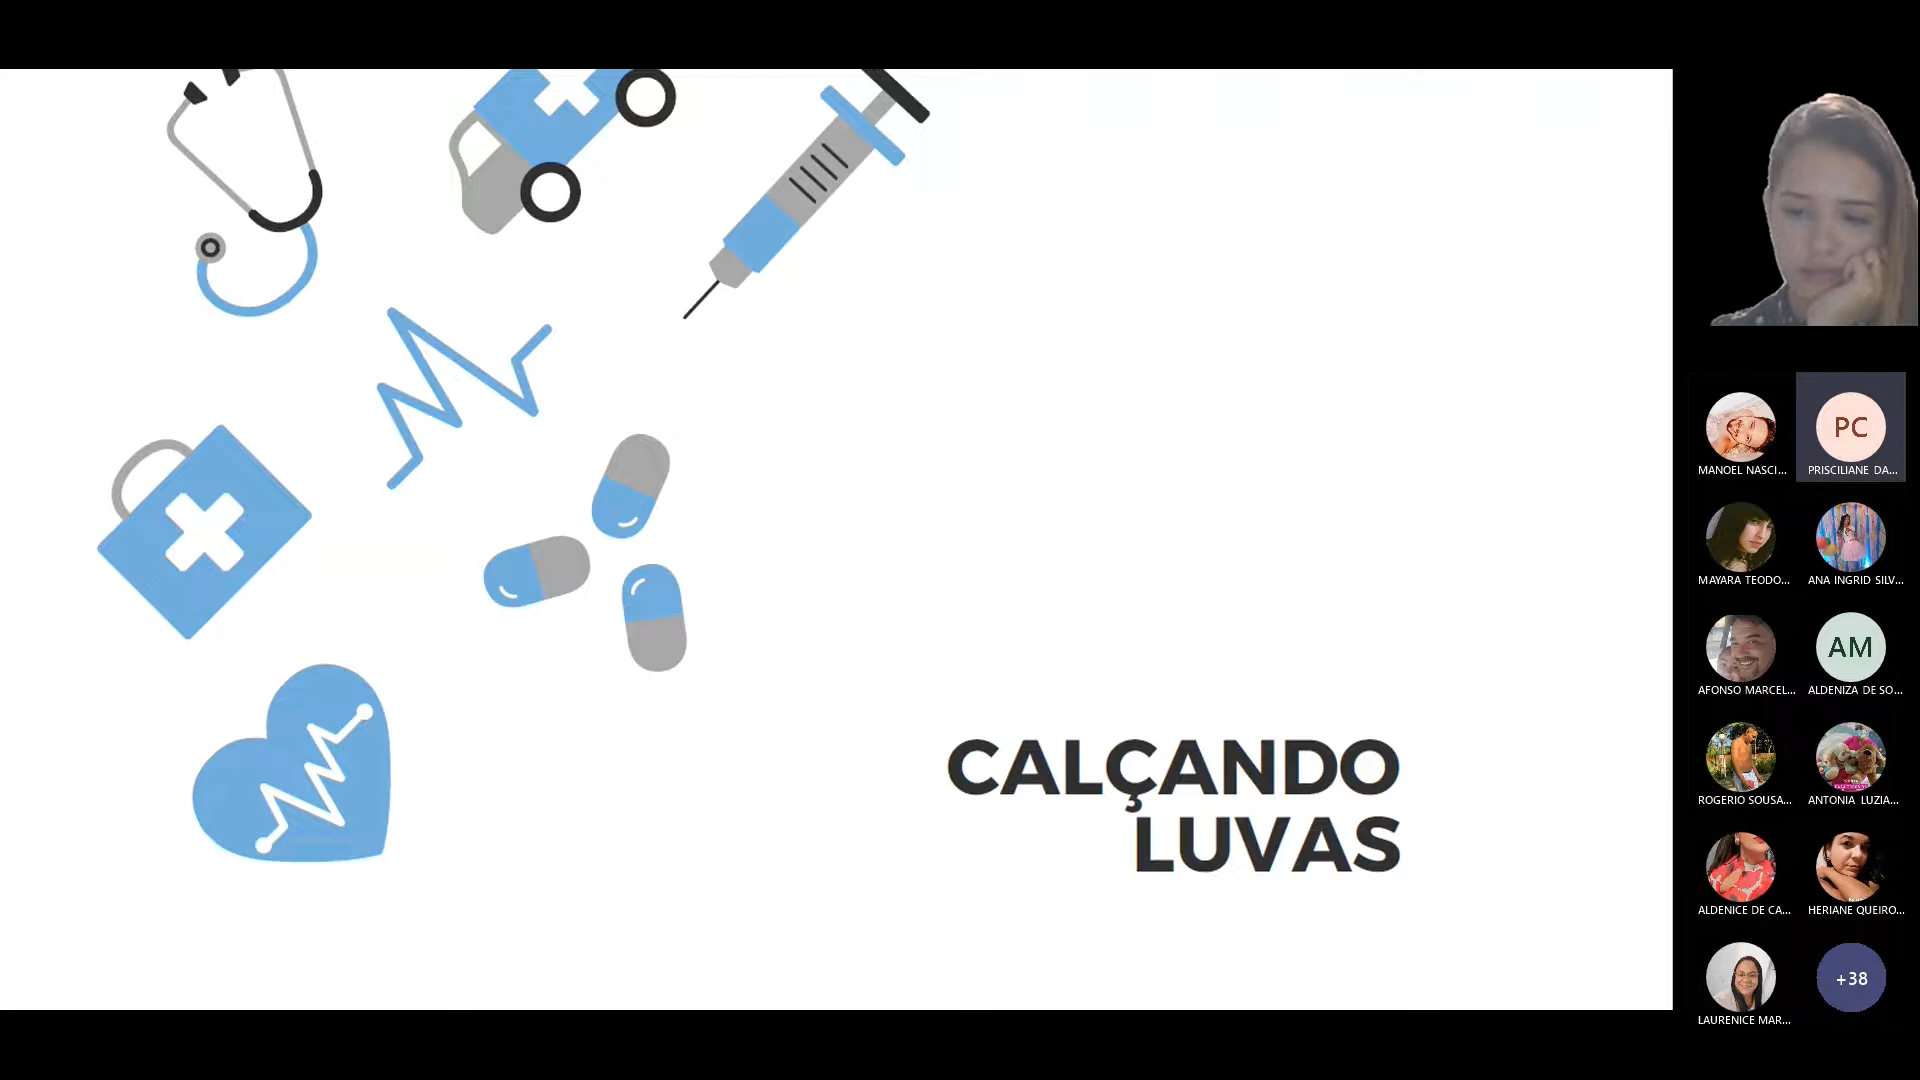 CALÇANDO
LUVAS
MANOEL NASCI...
PC
PRISCILIANE DA...
MAYARA TEODO...
ANA INGRID SILV...
AFONSO MARCEL...
AM
ALDENIZA DE SO...
ROGERIO SOUSA...
ANTONIA LUZIA...
ALDENICE DE CA...
HERIANE QUEIRO...
LAURENICE MAR...
+38